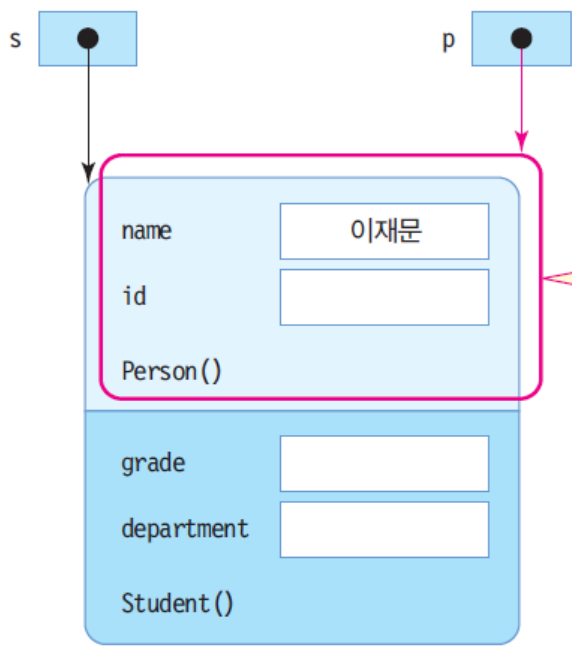 s
p
name 이재문
id
Person()
grade
department
Student()